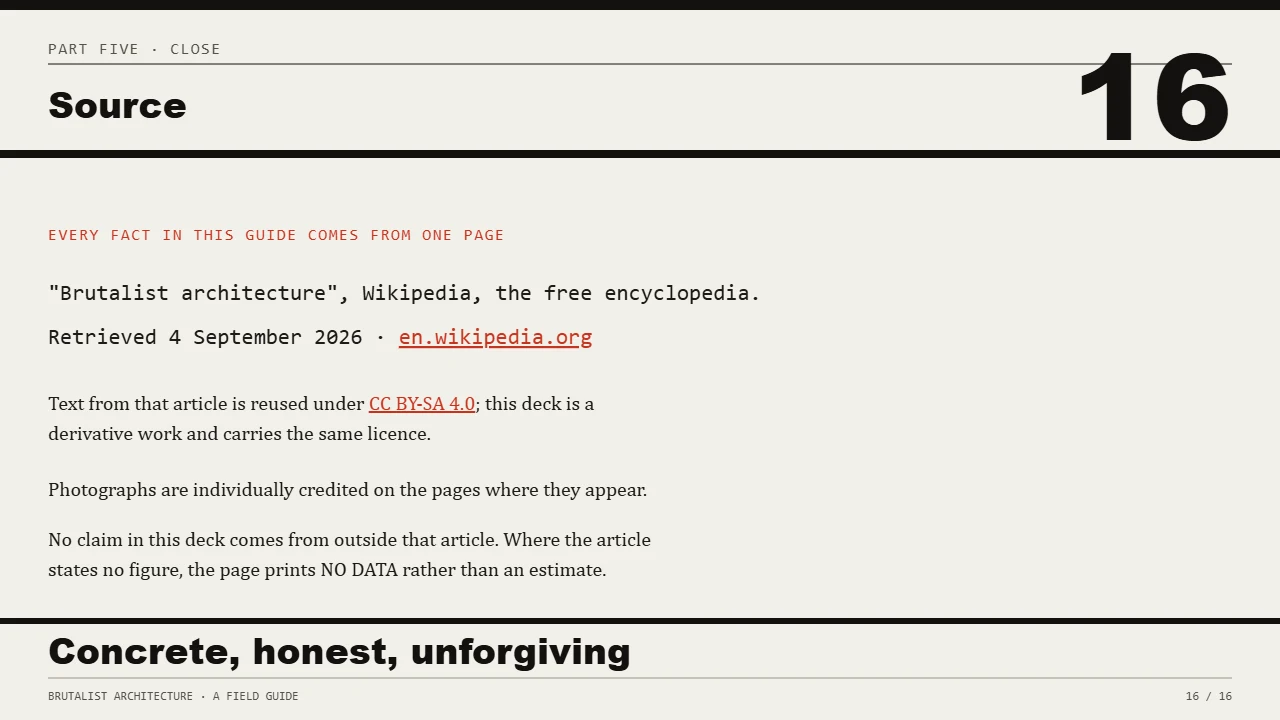 PART FIVE · CLOSE
16
Source
EVERY FACT IN THIS GUIDE COMES FROM ONE PAGE
"Brutalist architecture", Wikipedia, the free encyclopedia.
Retrieved 4 September 2026 · en.wikipedia.org
Text from that article is reused under CC BY-SA 4.0; this deck is a
derivative work and carries the same licence.
Photographs are individually credited on the pages where they appear.
No claim in this deck comes from outside that article. Where the article
states no figure, the page prints NO DATA rather than an estimate.
Concrete, honest, unforgiving
BRUTALIST ARCHITECTURE · A FIELD GUIDE
16 / 16